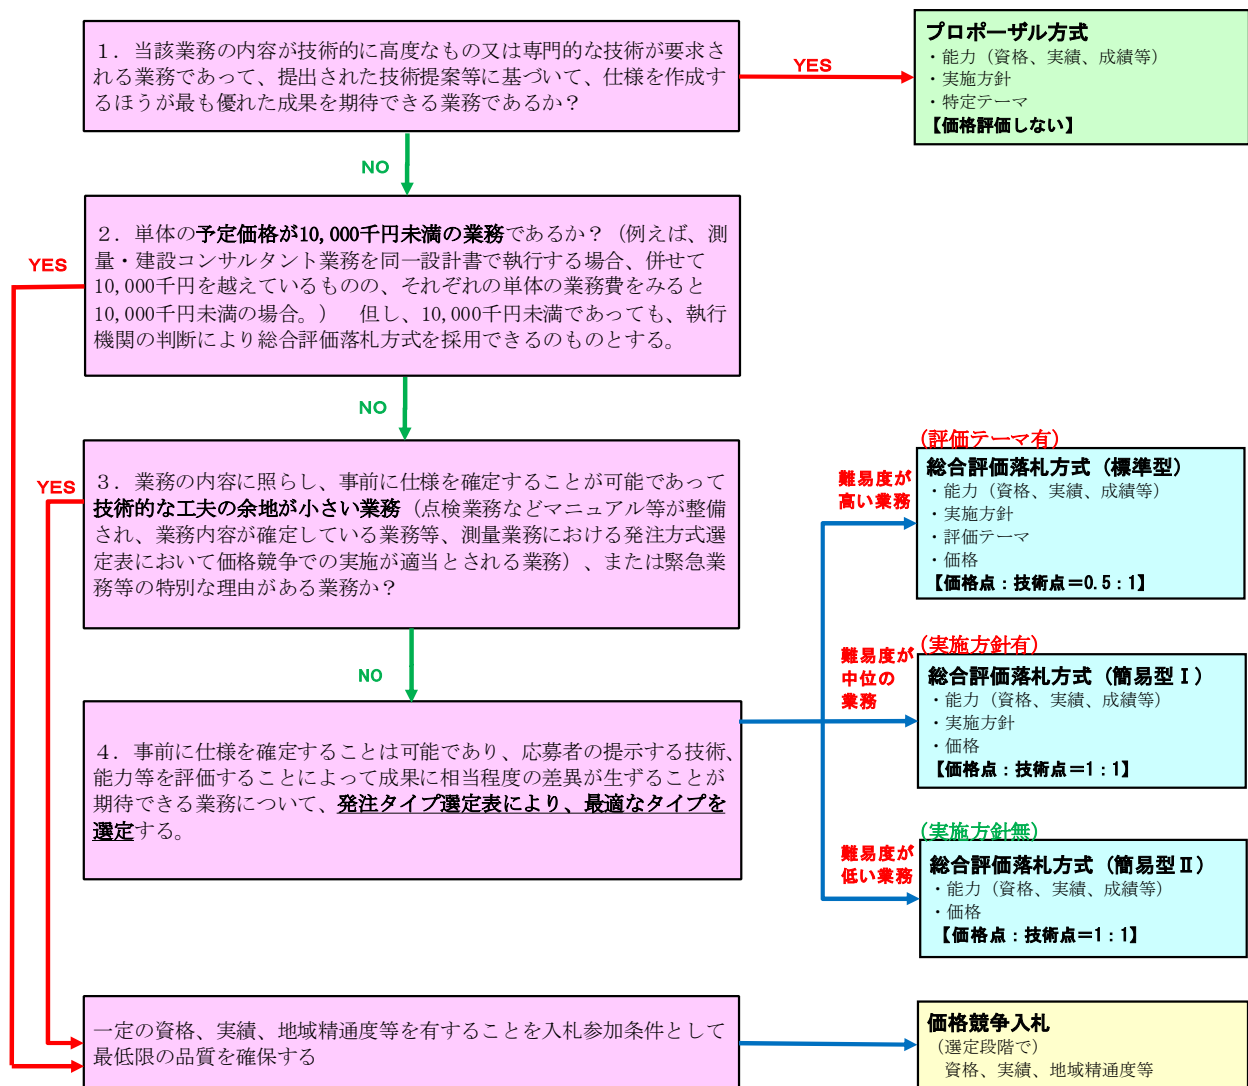 1．当該業務の内容が技術的に高度なもの又は専門的な技術が要求さ
れる業務であって、提出された技術提案等に基づいて、仕様を作成す
るほうが最も優れた成果を期待できる業務であるか？
YES
プロポーザル方式
・能力（資格、実績、成績等）
・実施方針
・特定テーマ
【価格評価しない】
NO
2．単体の予定価格が10,000千円未満の業務であるか？（例えば、測
量・建設コンサルタント業務を同一設計書で執行する場合、併せて
10,000千円を越えているものの、それぞれの単体の業務費をみると
10,000千円未満の場合。）　但し、10,000千円未満であっても、執行
機関の判断により総合評価落札方式を採用できるのものとする。
YES
NO
3．業務の内容に照らし、事前に仕様を確定することが可能であって
技術的な工夫の余地が小さい業務（点検業務などマニュアル等が整備
され、業務内容が確定している業務等、測量業務における発注方式選
定表において価格競争での実施が適当とされる業務）、または緊急業
務等の特別な理由がある業務か？
YES
NO
4．事前に仕様を確定することは可能であり、応募者の提示する技術、
能力等を評価することによって成果に相当程度の差異が生ずることが
期待できる業務について、発注タイプ選定表により、最適なタイプを
選定する。
難易度が
高い業務
(評価テーマ有)
総合評価落札方式（標準型）
・能力（資格、実績、成績等）
・実施方針
・評価テーマ
・価格
【価格点：技術点＝0.5：1】
難易度が
中位の
業務
(実施方針有)
総合評価落札方式（簡易型Ⅰ）
・能力（資格、実績、成績等）
・実施方針
・価格
【価格点：技術点＝1：1】
難易度が
低い業務
(実施方針無)
総合評価落札方式（簡易型Ⅱ）
・能力（資格、実績、成績等）
・価格
【価格点：技術点＝1：1】
一定の資格、実績、地域精通度等を有することを入札参加条件として
最低限の品質を確保する
価格競争入札
（選定段階で）
資格、実績、地域精通度等